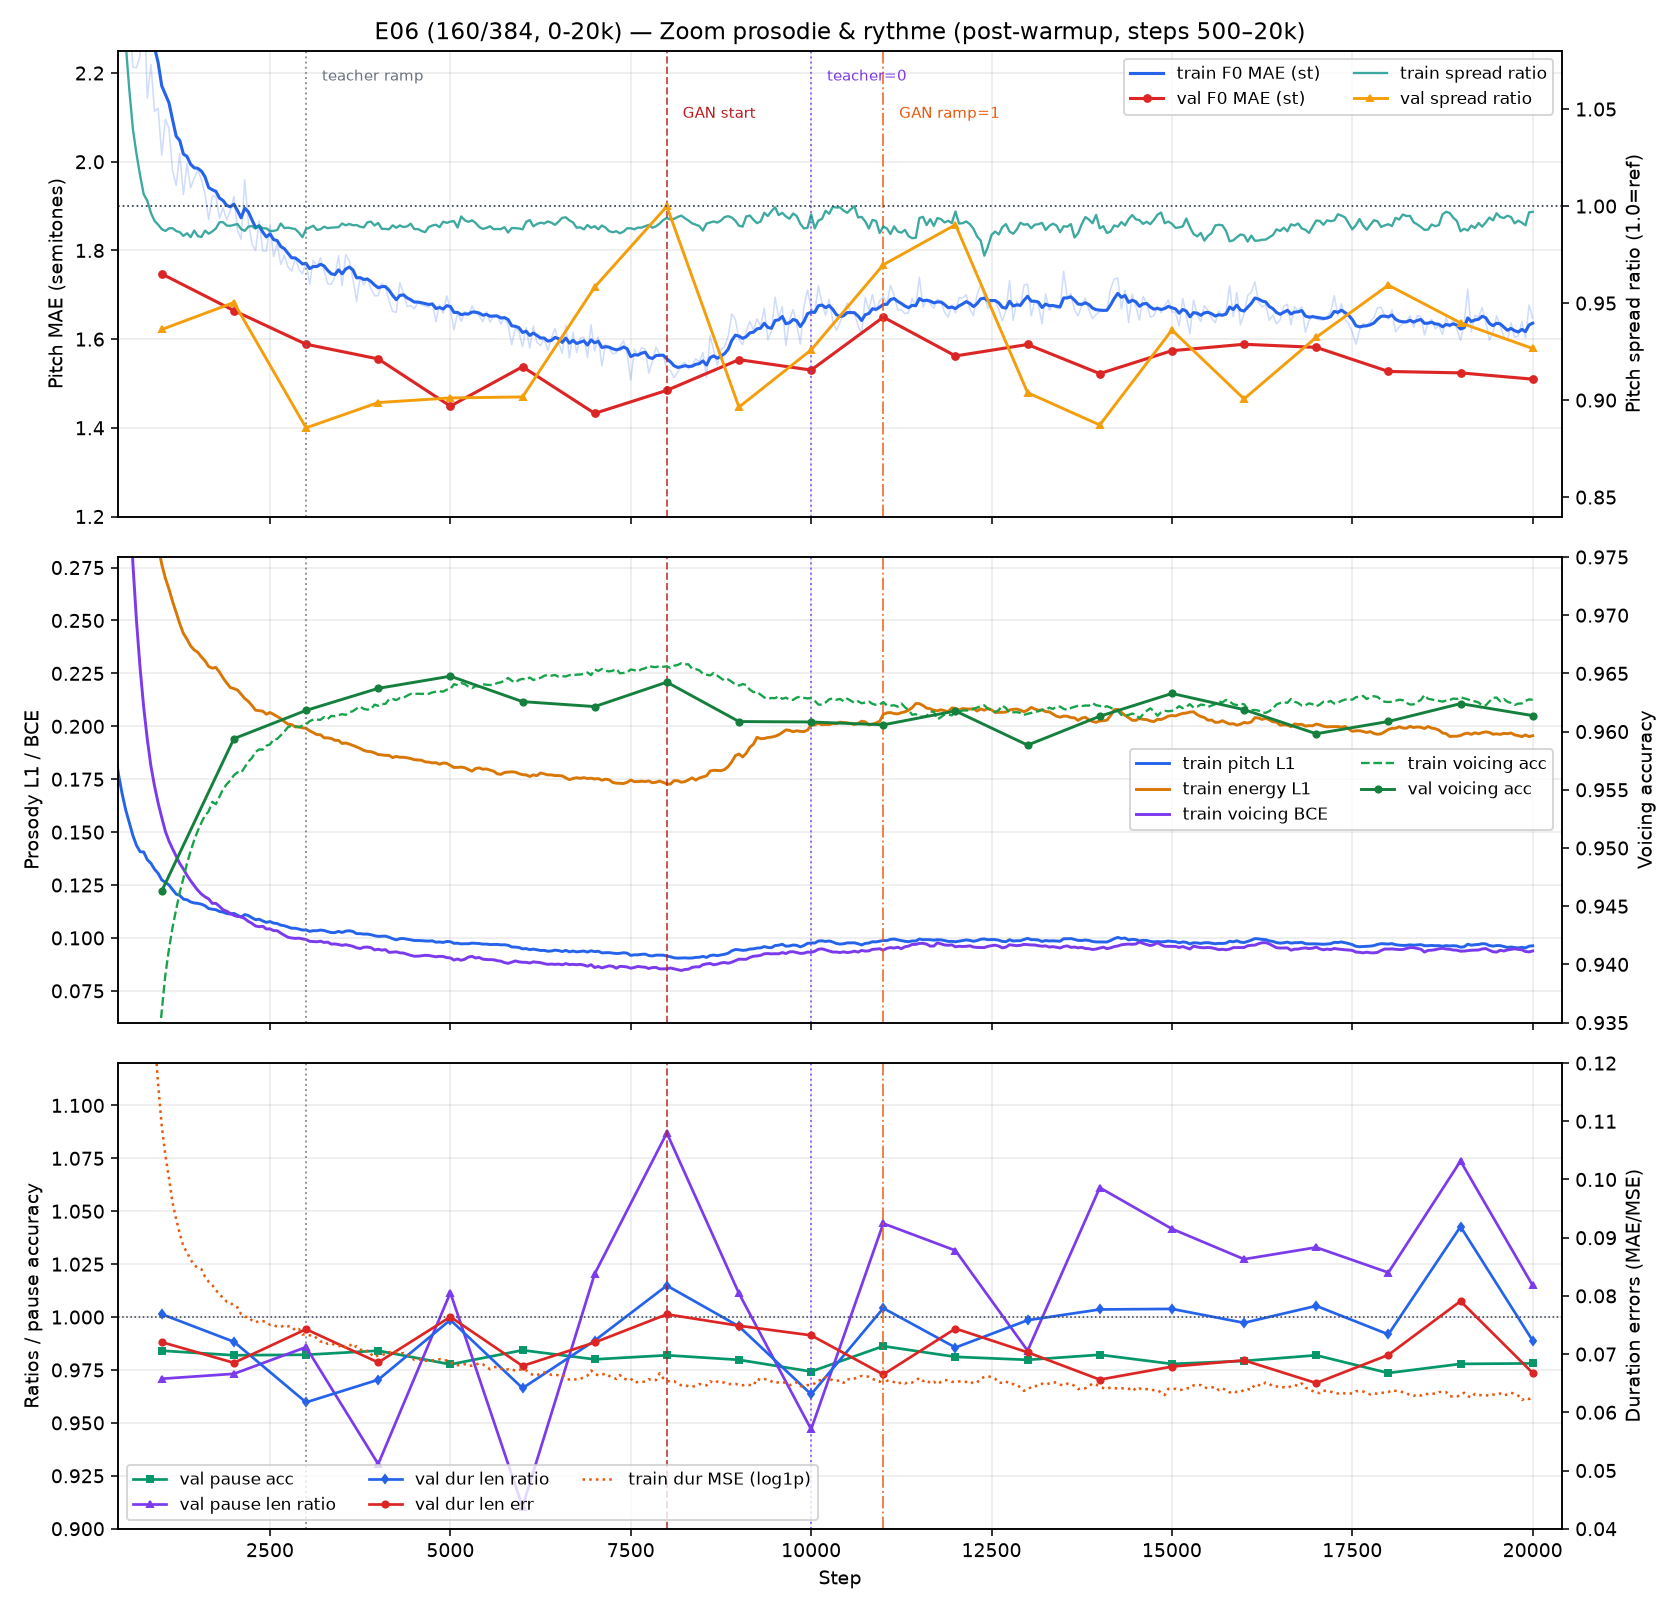 E06 (160/384, 0-20k) — Zoom prosodie & rythme (post-warmup, steps 500–20k)
teacher ramp
GAN start
teacher=0
GAN ramp=1
train F0 MAE (st)
val F0 MAE (st)
train spread ratio
val spread ratio
Pitch MAE (semitones)
2.2
2.0
1.8
1.6
1.4
1.2
Pitch spread ratio (1.0=ref)
1.05
1.00
0.95
0.90
0.85
Prosody L1 / BCE
0.275
0.250
0.225
0.200
0.175
0.150
0.125
0.100
0.075
train pitch L1
train energy L1
train voicing BCE
train voicing acc
val voicing acc
Voicing accuracy
0.975
0.970
0.965
0.960
0.955
0.950
0.945
0.940
0.935
Ratios / pause accuracy
1.100
1.075
1.050
1.025
1.000
0.975
0.950
0.925
0.900
val pause acc
val pause len ratio
val dur len ratio
val dur len err
train dur MSE (log1p)
Duration errors (MAE/MSE)
0.12
0.11
0.10
0.09
0.08
0.07
0.06
0.05
0.04
2500
5000
7500
10000
12500
15000
17500
20000
Step